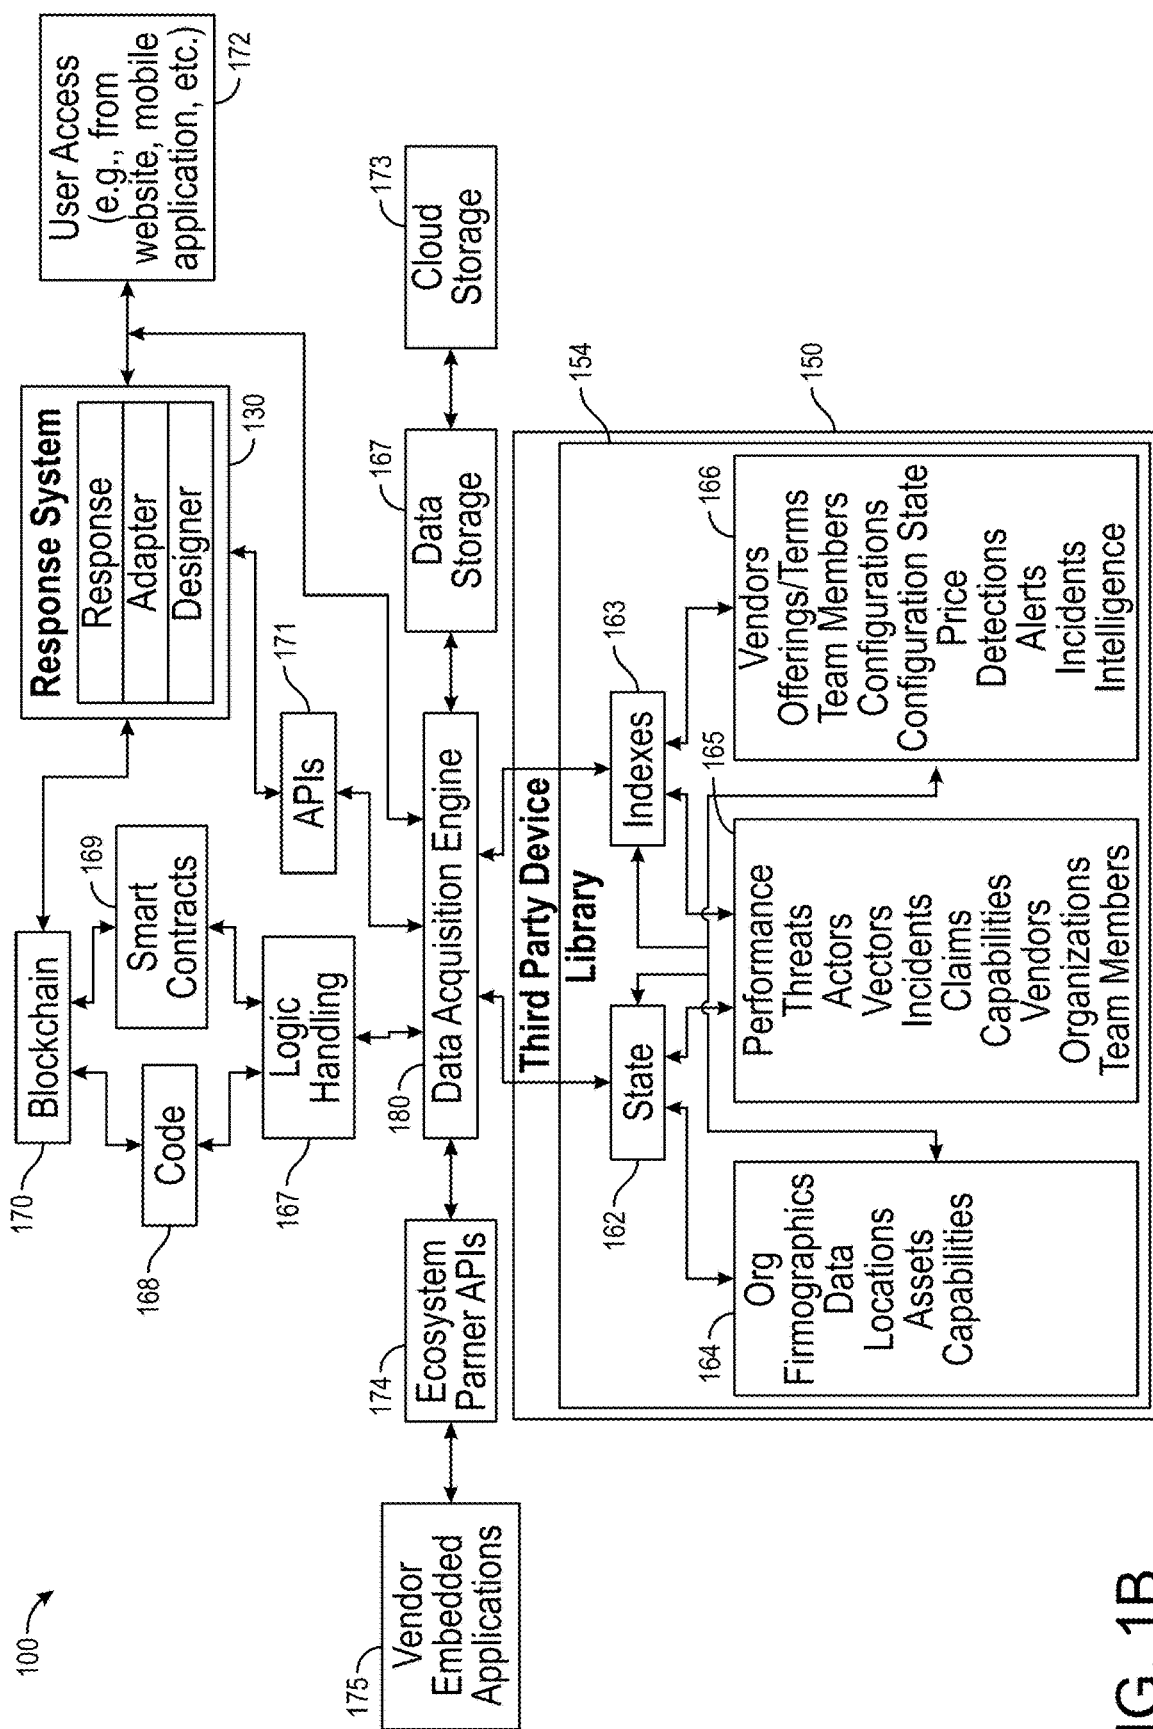 100
170
Blockchain
169
Smart
Contracts
168
Code
167
Logic
Handling
171
APIs
Response System
Response
Adapter
Designer
130
User Access
(e.g., from
website, mobile
application, etc.)
172
175
Vendor
Embedded
Applications
174
Ecosystem
Parner APIs
180
Data Acquisition Engine
167
Data
Storage
173
Cloud
Storage
Third Party Device
Library
154
150
162
State
163
Indexes
164
Org
Firmographics
Data
Locations
Assets
Capabilities
165
Performance
Threats
Actors
Vectors
Incidents
Claims
Capabilities
Vendors
Organizations
Team Members
166
Vendors
Offerings/Terms
Team Members
Configurations
Configuration State
Price
Detections
Alerts
Incidents
Intelligence
IG. 1B